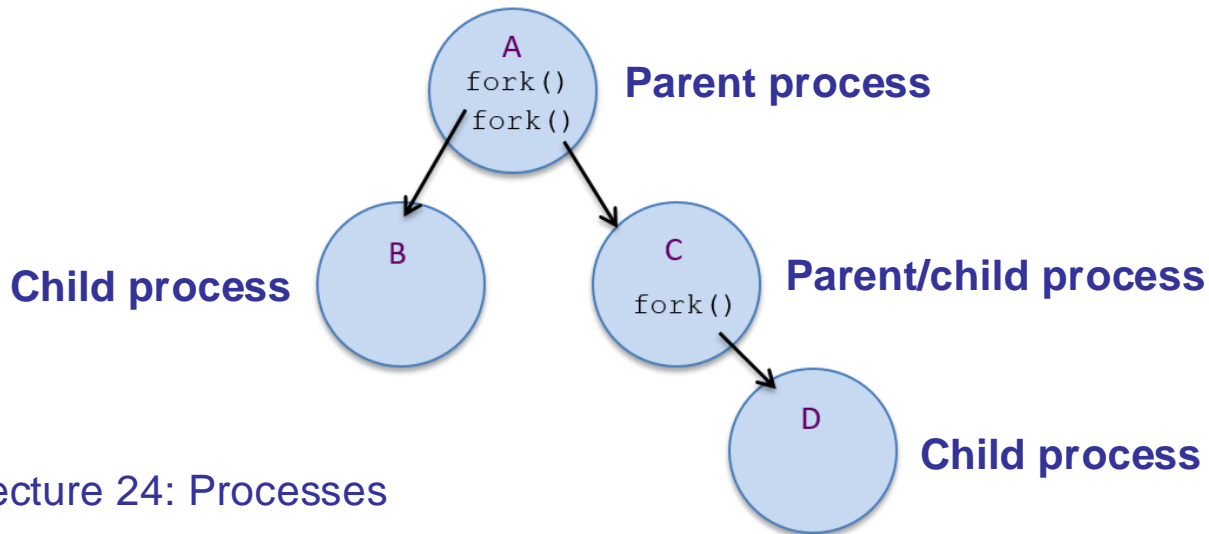 A
fork()
fork()
Parent process
B
Child process
C
fork()
Parent/child process
D
Child process
ecture 24: Processes